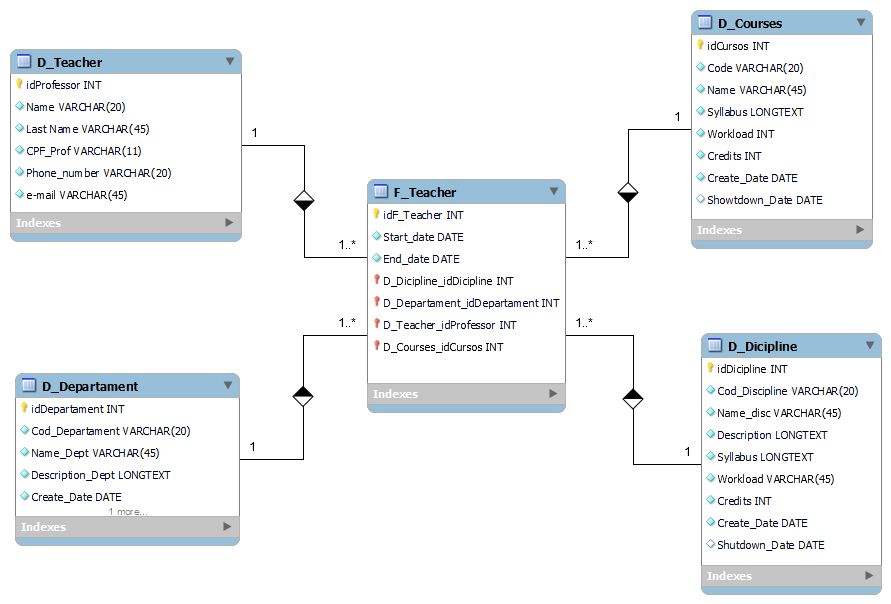 D_Teacher
idProfessor INT
Name VARCHAR(20)
Last Name VARCHAR(45)
CPF_Prof VARCHAR(11)
Phone_number VARCHAR(20)
e-mail VARCHAR(45)
Indexes
1
1..*
D_Courses
idCursos INT
Code VARCHAR(20)
Name VARCHAR(45)
Syllabus LONGTEXT
Workload INT
Credits INT
Create_Date DATE
Showtdown_Date DATE
Indexes
1
1..*
F_Teacher
idF_Teacher INT
Start_date DATE
End_date DATE
D_Dicipline_idDicipline INT
D_Departament_idDepartament INT
D_Teacher_idProfessor INT
D_Courses_idCursos INT
Indexes
1..*
1
D_Departament
idDepartament INT
Cod_Departament VARCHAR(20)
Name_Dept VARCHAR(45)
Description_Dept LONGTEXT
Create_Date DATE
1 more...
Indexes
1..*
1
D_Dicipline
idDicipline INT
Cod_Discipline VARCHAR(20)
Name_disc VARCHAR(45)
Description LONGTEXT
Syllabus LONGTEXT
Workload VARCHAR(45)
Credits INT
Create_Date DATE
Shutdown_Date DATE
Indexes